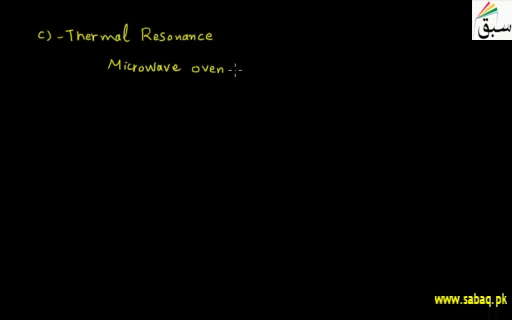 سبق
c) - Thermal Resonance
Microwave oven
www.sabaq.pk